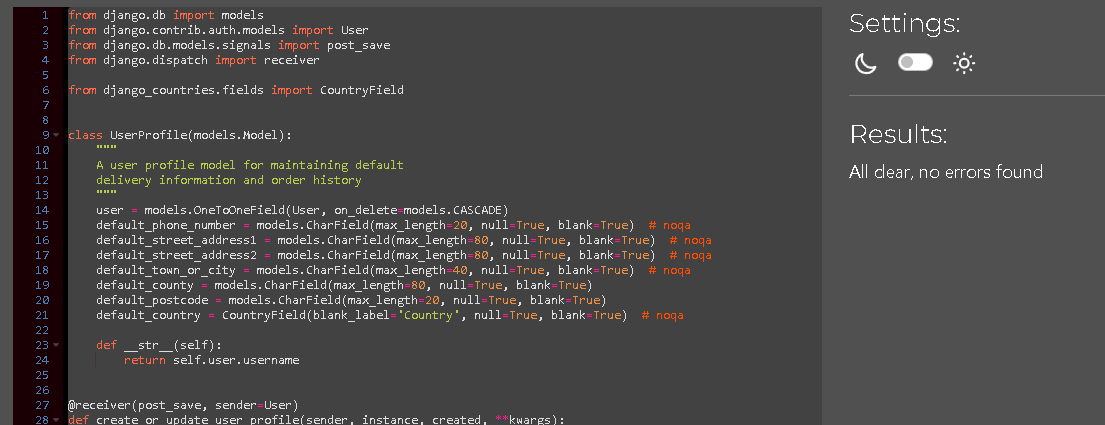 1 from django.db import models
2 from django.contrib.auth.models import User
3 from django.db.models.signals import post_save
4 from django.dispatch import receiver
5
6 from django_countries.fields import CountryField
7
8
9 class UserProfile(models.Model):
10     """
11     A user profile model for maintaining default
12     delivery information and order history
13     """
14     user = models.OneToOneField(User, on_delete=models.CASCADE)
15     default_phone_number = models.CharField(max_length=20, null=True, blank=True)  # noqa
16     default_street_address1 = models.CharField(max_length=80, null=True, blank=True)  # noqa
17     default_street_address2 = models.CharField(max_length=80, null=True, blank=True)  # noqa
18     default_town_or_city = models.CharField(max_length=40, null=True, blank=True)  # noqa
19     default_county = models.CharField(max_length=80, null=True, blank=True)
20     default_postcode = models.CharField(max_length=20, null=True, blank=True)
21     default_country = CountryField(blank_label='Country', null=True, blank=True)  # noqa
22
23     def __str__(self):
24         return self.user.username
25
26
27 @receiver(post_save, sender=User)
28 def create_or_update_user_profile(sender, instance, created, **kwargs):
Settings:
Results:
All clear, no errors found